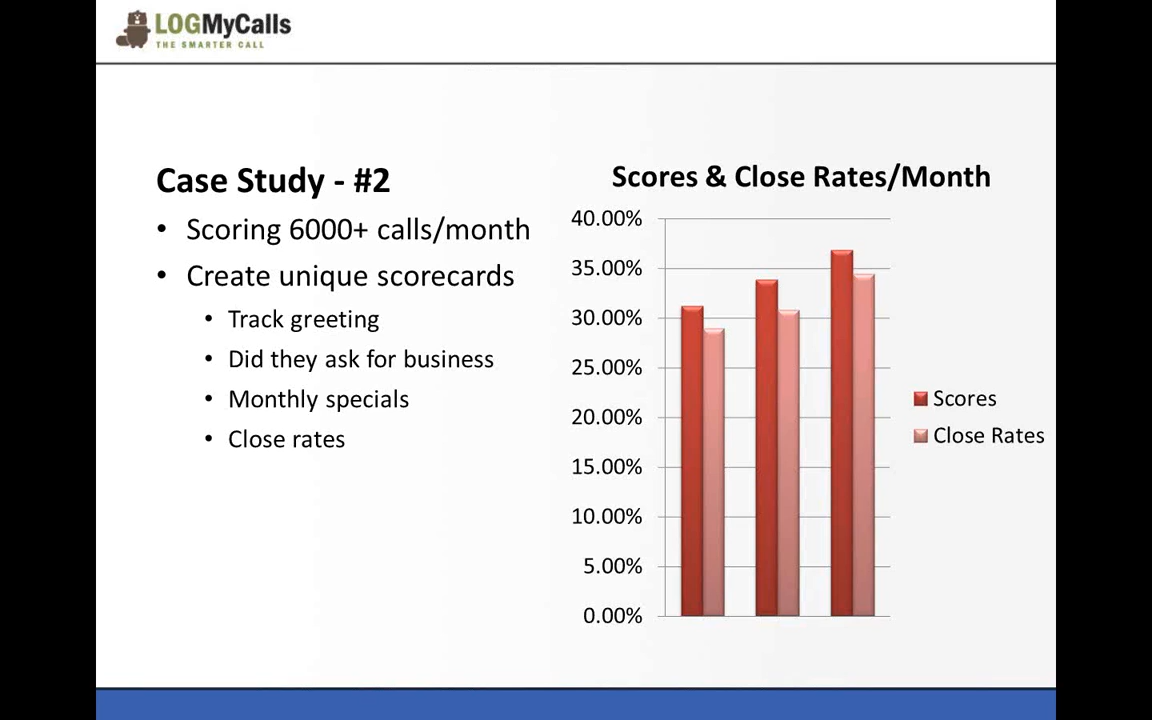 LOGMyCalls
THE SMARTER CALL
Case Study - #2
• Scoring 6000+ calls/month
• Create unique scorecards
• Track greeting
• Did they ask for business
• Monthly specials
• Close rates
Scores & Close Rates/Month
40.00%
35.00%
30.00%
25.00%
20.00%
15.00%
10.00%
5.00%
0.00%
Scores
Close Rates